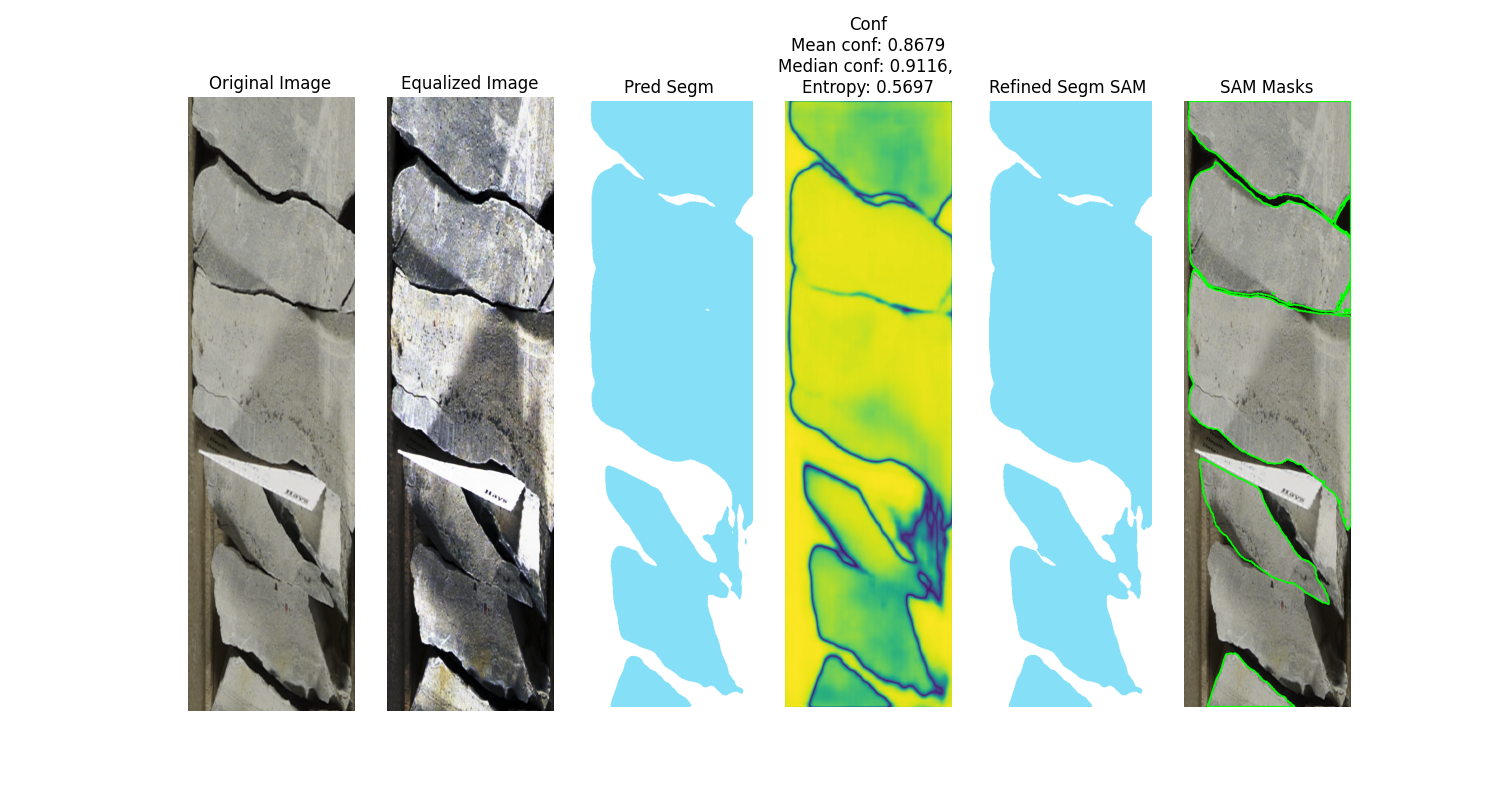 Conf
Mean conf: 0.8679
Median conf: 0.9116,
Entropy: 0.5697
Original Image
Equalized Image
Pred Segm
Refined Segm SAM
SAM Masks
Hays
Hays
Hays